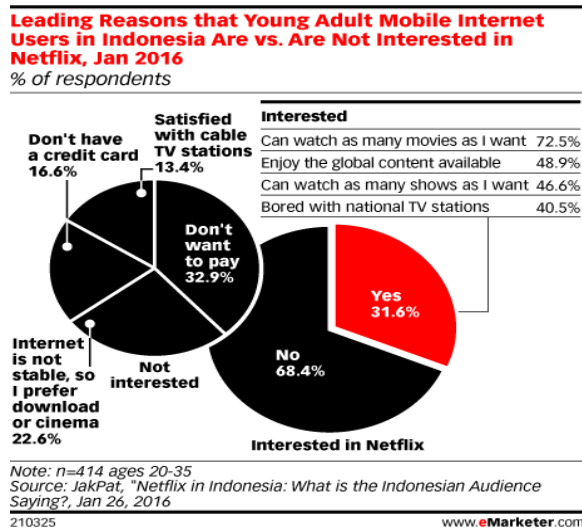 Leading Reasons that Young Adult Mobile Internet
Users in Indonesia Are vs. Are Not Interested in
Netflix, Jan 2016
% of respondents
Don't have
a credit card
16.6%
Satisfied
with cable
TV stations
13.4%
Don't
want
to pay
32.9%
Internet
is not
stable, so
I prefer
download
or cinema
22.6%
Not
interested
Interested
Can watch as many movies as I want 72.5%
Enjoy the global content available 48.9%
Can watch as many shows as I want 46.6%
Bored with national TV stations 40.5%
Yes
31.6%
No
68.4%
Interested in Netflix
Note: n=414 ages 20-35
Source: JakPat, "Netflix in Indonesia: What is the Indonesian Audience
Saying?, Jan 26, 2016
210325
www.eMarketer.com